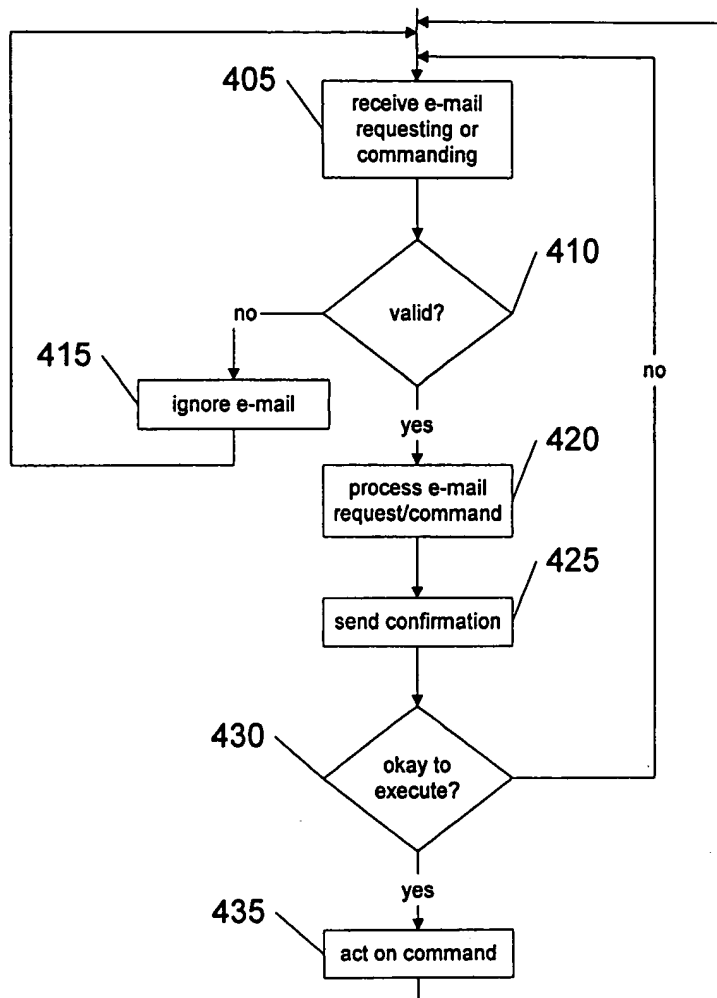 405
receive e-mail
requesting or
commanding
410
valid?
no
415
ignore e-mail
no
yes
420
process e-mail
request/command
425
send confirmation
430
okay to
execute?
yes
435
act on command